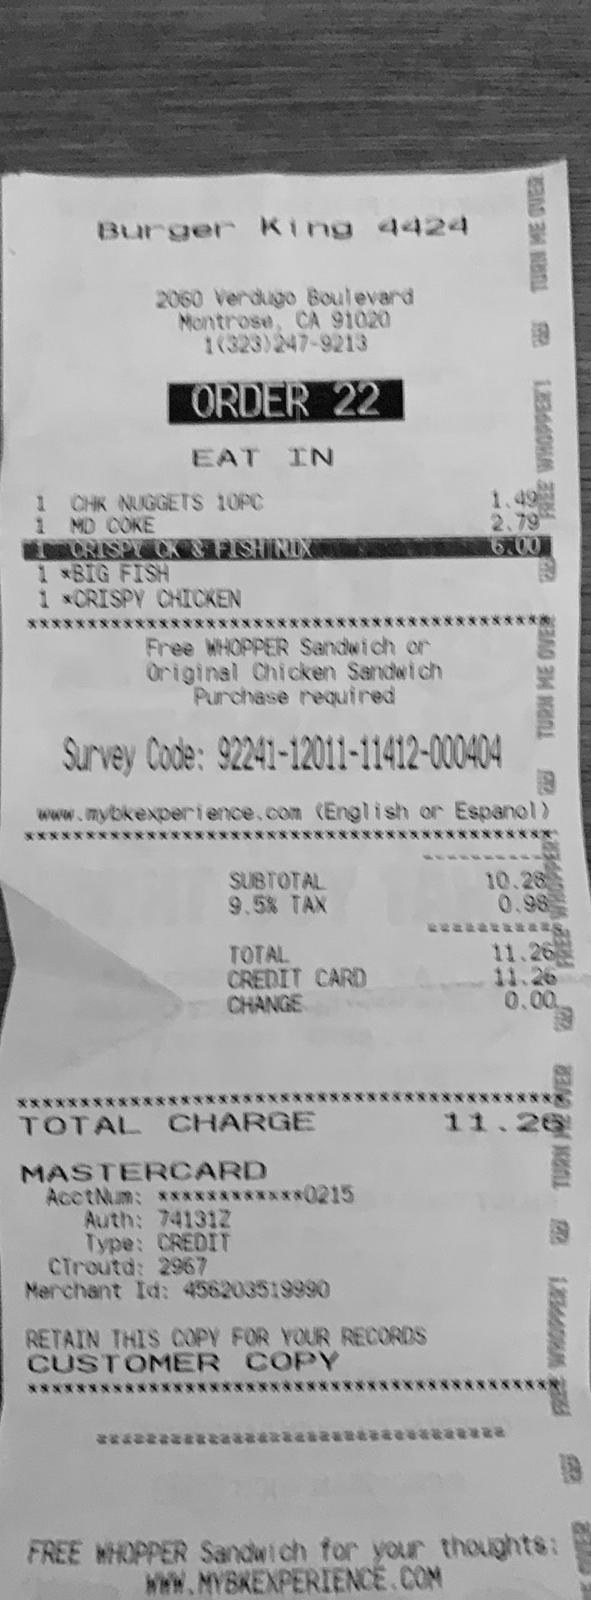 Burger King 4424
2060 Verdugo Boulevard
Montrose, CA 91020
1(323)247-9213
ORDER 22
EAT IN
1 CHK NUGGETS 10PC 1.49
1 MD COKE 2.79
1 CRISPY CK & FISH MIX 6.00
1 *BIG FISH
1 *CRISPY CHICKEN
********************************************
Free WHOPPER Sandwich or
Original Chicken Sandwich
Purchase required
Survey Code: 92241-12011-11412-000404
www.mybkexperience.com (English or Espanol)
********************************************
----------
SUBTOTAL 10.28
9.5% TAX 0.98
==========
TOTAL 11.26
CREDIT CARD 11.26
CHANGE 0.00
********************************************
TOTAL CHARGE 11.26
MASTERCARD
AcctNum: ************0215
Auth: 74131Z
Type: CREDIT
CTroutd: 2967
Merchant Id: 456203519990
RETAIN THIS COPY FOR YOUR RECORDS
CUSTOMER COPY
********************************************
==================================
FREE WHOPPER Sandwich for your thoughts:
WWW.MYBKEXPERIENCE.COM
TURN ME OVER
FREE WHOPPER!
TURN ME OVER
FREE WHOPPER!
TURN ME OVER
FREE WHOPPER!
TURN ME OVER